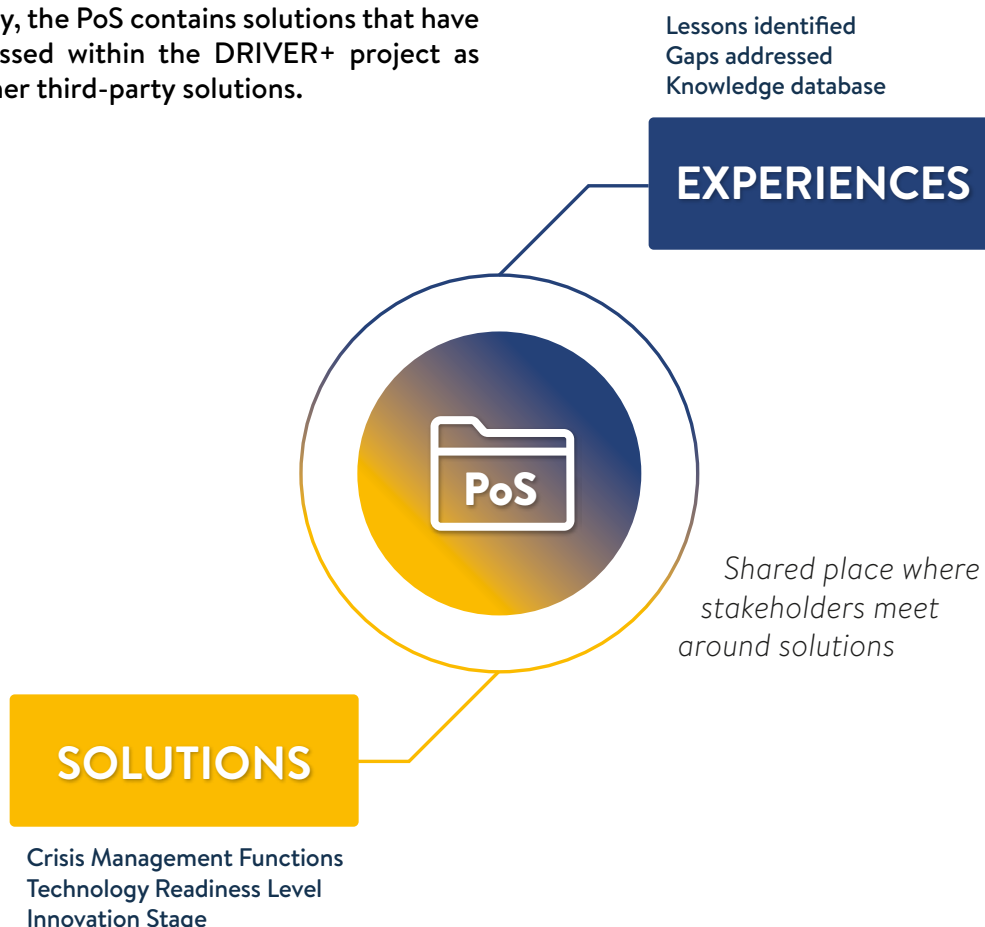 y, the PoS contains solutions that have
ssed within the DRIVER+ project as
ner third-party solutions.
Lessons identified
Gaps addressed
Knowledge database
EXPERIENCES
PoS
Shared place where
stakeholders meet
around solutions
SOLUTIONS
Crisis Management Functions
Technology Readiness Level
Innovation Stage